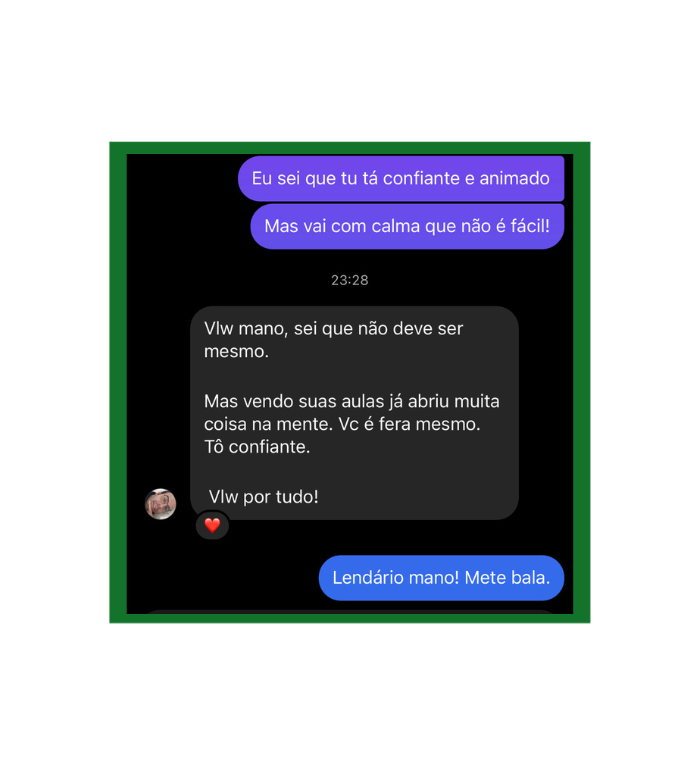 Eu sei que tu tá confiante e animado
Mas vai com calma que não é fácil!
23:28
Vlw mano, sei que não deve ser
mesmo.
Mas vendo suas aulas já abriu muita
coisa na mente. Vc é fera mesmo.
Tô confiante.
Vlw por tudo!
Lendário mano! Mete bala.